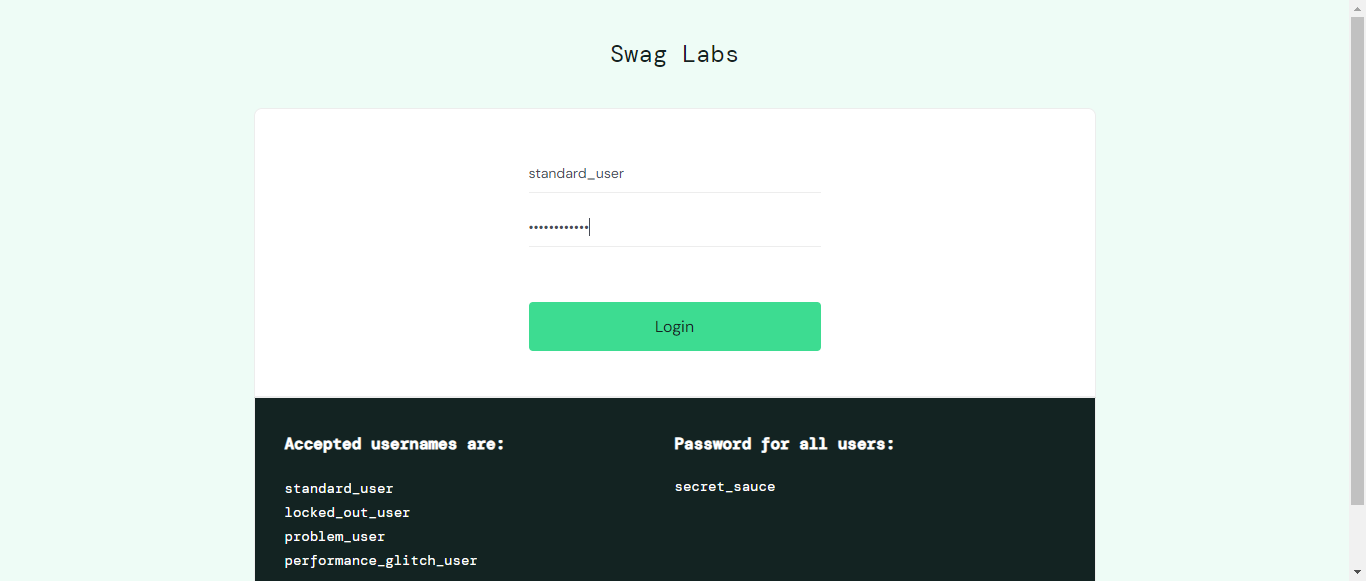 Swag Labs
standard_user
••••••••••••
Login
Accepted usernames are:
standard_user
locked_out_user
problem_user
performance_glitch_user
Password for all users:
secret_sauce